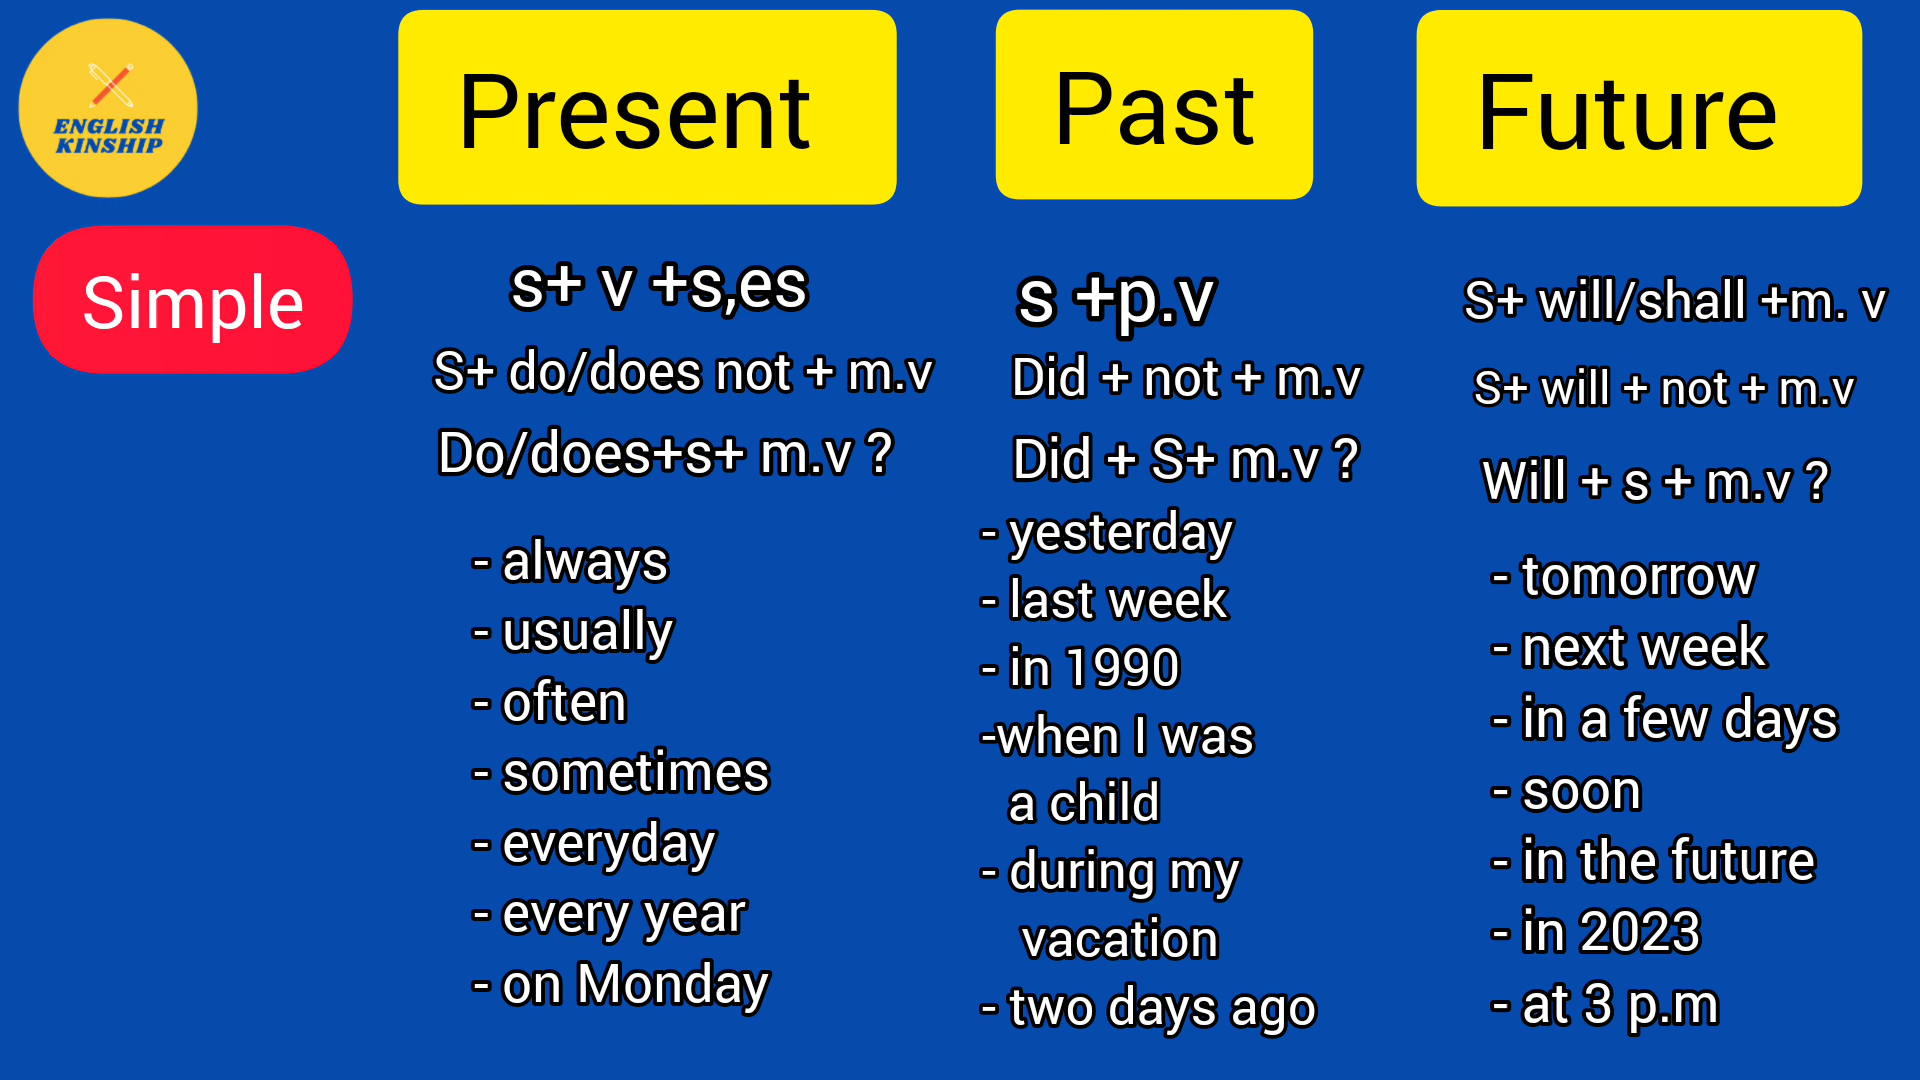 ENGLISH
KINSHIP
Present
Past
Future
Simple
s+ v +s,es
S+ do/does not + m.v
Do/does+s+ m.v ?
- always
- usually
- often
- sometimes
- everyday
- every year
- on Monday
s +p.v
Did + not + m.v
Did + S+ m.v ?
- yesterday
- last week
- in 1990
-when I was
a child
- during my
vacation
- two days ago
S+ will/shall +m. v
S+ will + not + m.v
Will + s + m.v ?
- tomorrow
- next week
- in a few days
- soon
- in the future
- in 2023
- at 3 p.m